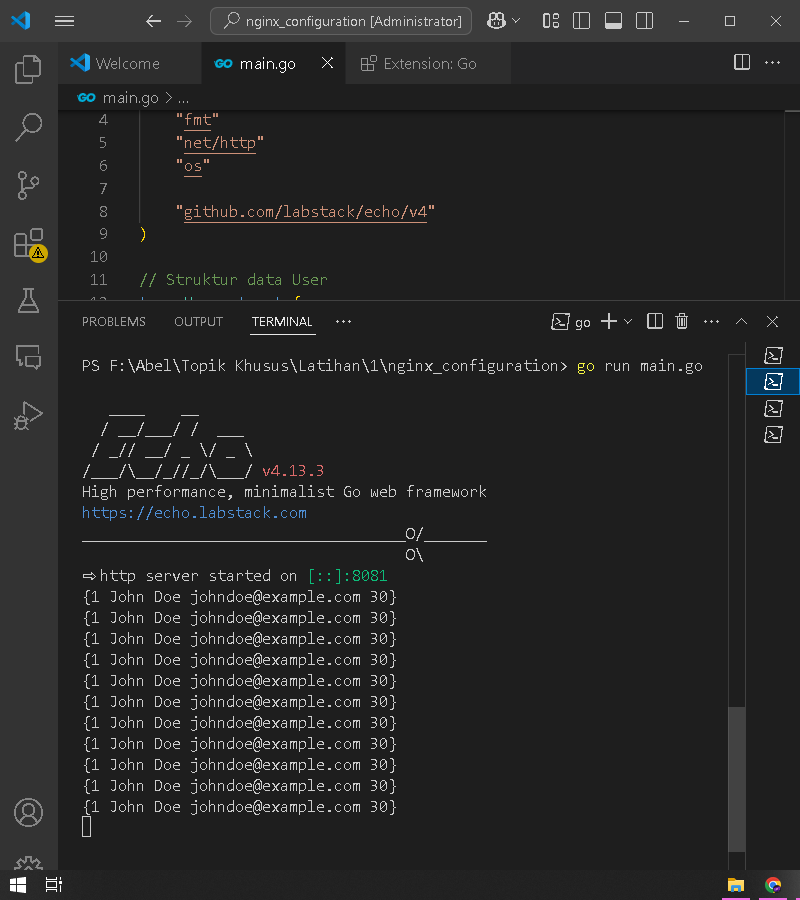 nginx_configuration [Administrator]
Welcome
main.go
Extension: Go
main.go > ...
4 "fmt"
5 "net/http"
6 "os"
7
8 "github.com/labstack/echo/v4"
9 )
10
11 // Struktur data User
PROBLEMS OUTPUT TERMINAL ...
go
PS F:\Abel\Topik Khusus\Latihan\1\nginx_configuration> go run main.go
   ____    __
  / __/___/ /  ___
 / _// __/ _ \/ _ \
/___/\__/_//_/\___/ v4.13.3
High performance, minimalist Go web framework
https://echo.labstack.com
____________________________________O/_______
                                    O\
⇨ http server started on [::]:8081
{1 John Doe johndoe@example.com 30}
{1 John Doe johndoe@example.com 30}
{1 John Doe johndoe@example.com 30}
{1 John Doe johndoe@example.com 30}
{1 John Doe johndoe@example.com 30}
{1 John Doe johndoe@example.com 30}
{1 John Doe johndoe@example.com 30}
{1 John Doe johndoe@example.com 30}
{1 John Doe johndoe@example.com 30}
{1 John Doe johndoe@example.com 30}
{1 John Doe johndoe@example.com 30}